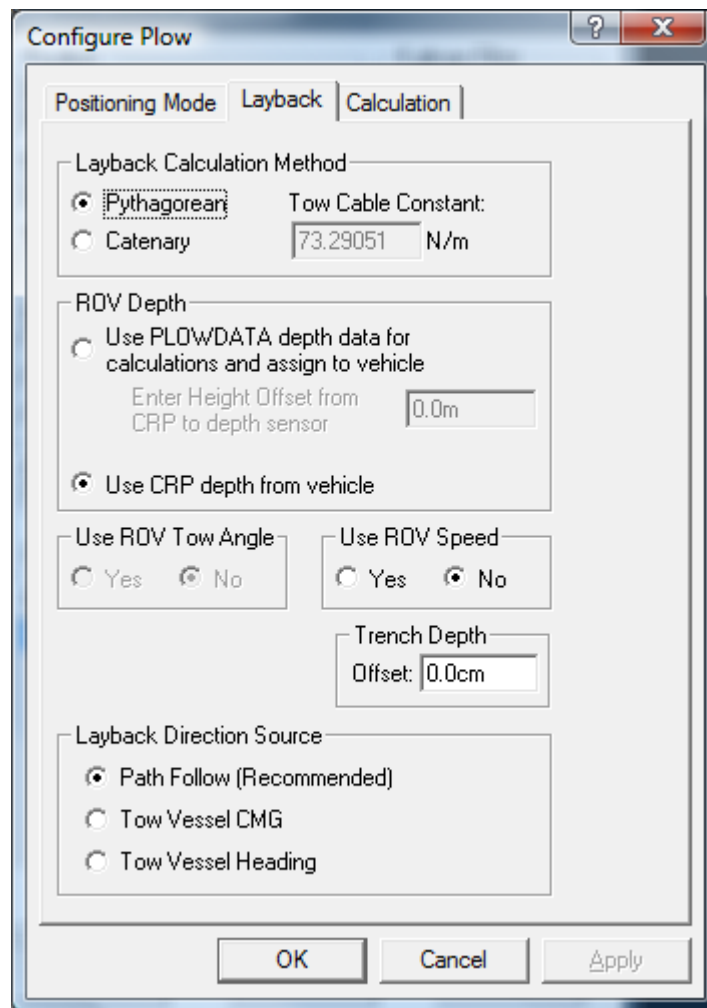 Configure Plow
?
Positioning Mode Layback Calculation
Layback Calculation Method
Pythagorean Tow Cable Constant:
Catenary 73.29051 N/m
ROV Depth
Use PLOWDATA depth data for
calculations and assign to vehicle
Enter Height Offset from
CRP to depth sensor
0.0m
Use CRP depth from vehicle
Use ROV Tow Angle
Yes No
Use ROV Speed
Yes No
Trench Depth
Offset: 0.0cm
Layback Direction Source
Path Follow (Recommended)
Tow Vessel CMG
Tow Vessel Heading
OK Cancel Apply